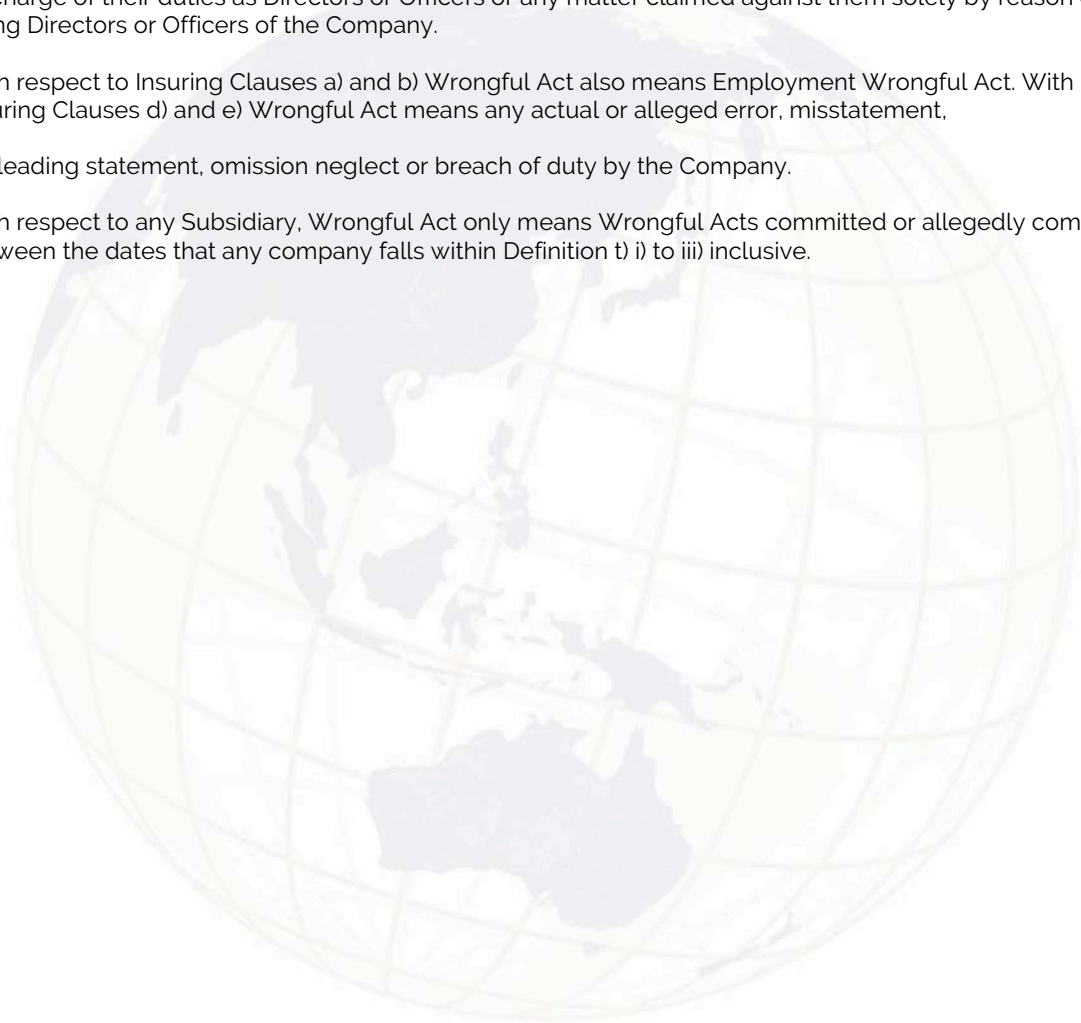 charge of their duties as Directors or Officers or any matter claimed against them solely by reason
ng Directors or Officers of the Company.
h respect to Insuring Clauses a) and b) Wrongful Act also means Employment Wrongful Act. With
uring Clauses d) and e) Wrongful Act means any actual or alleged error, misstatement,
leading statement, omission neglect or breach of duty by the Company.
h respect to any Subsidiary, Wrongful Act only means Wrongful Acts committed or allegedly com
ween the dates that any company falls within Definition t) i) to iii) inclusive.